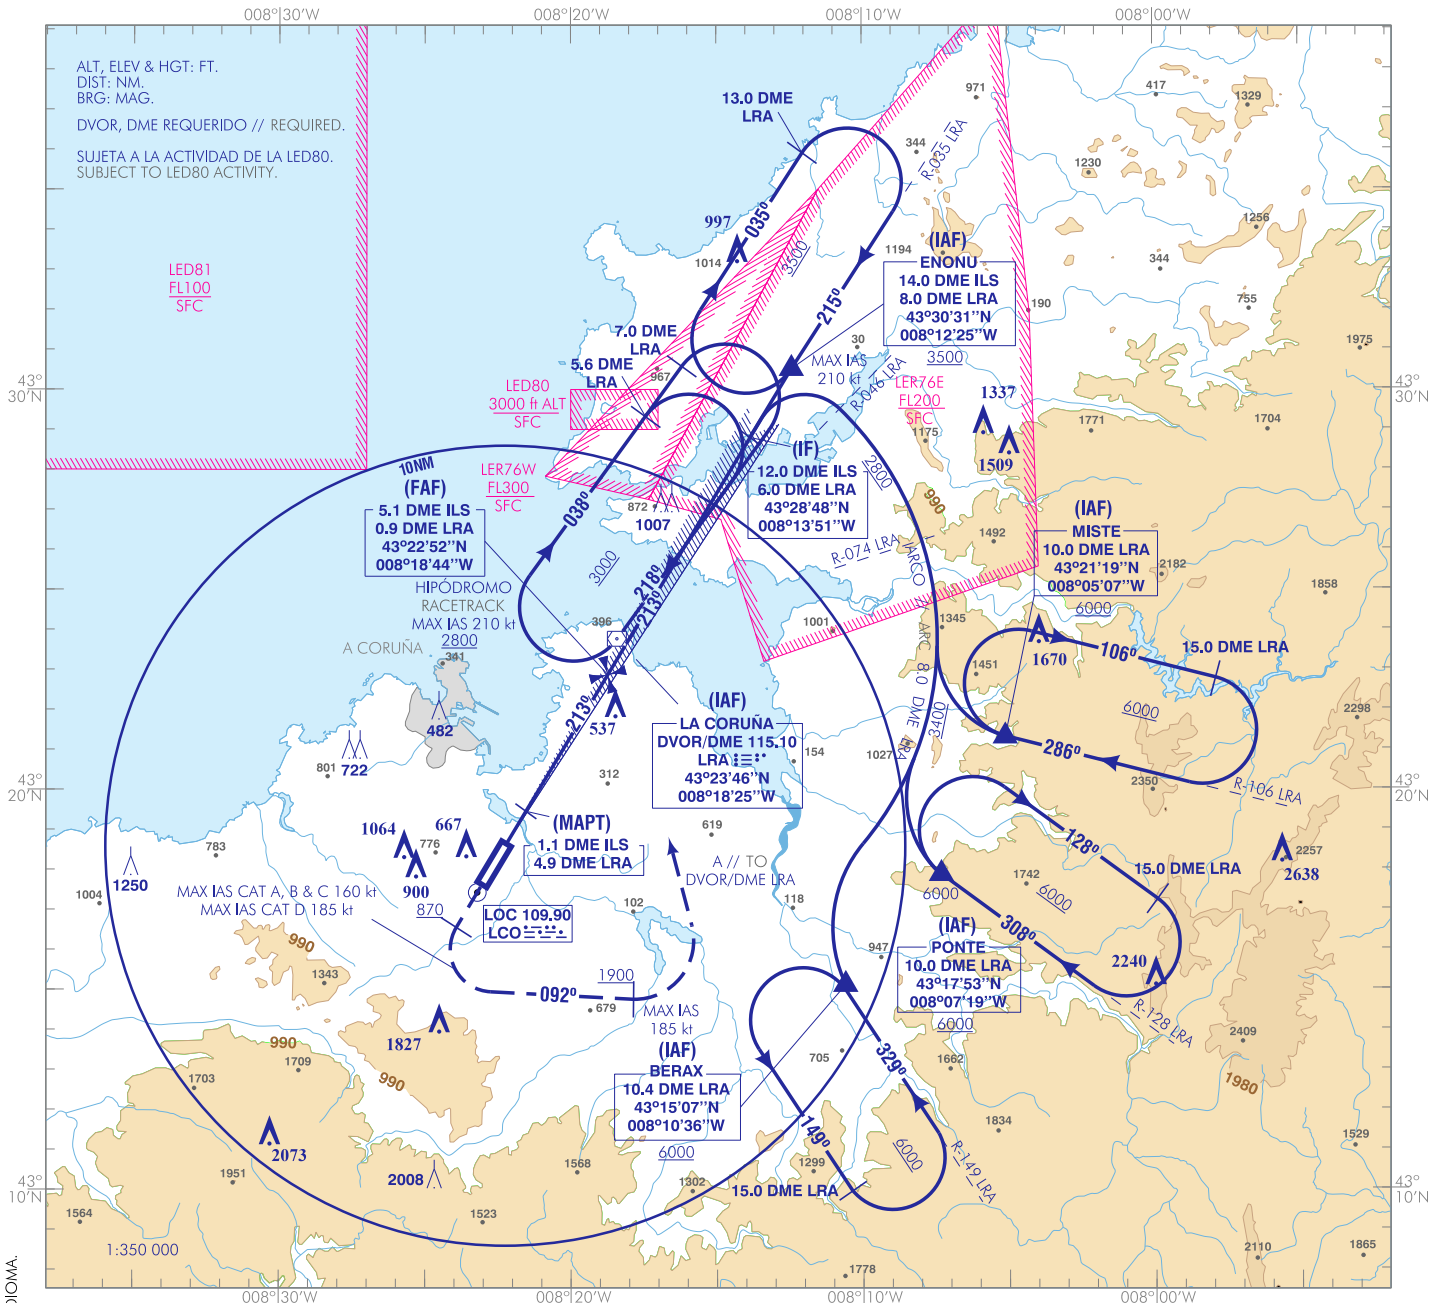 008°30'W
008°20'W
008°10'W
008°00'W
ALT, ELEV & HGT: FT.
DIST: NM.
BRG: MAG.
DVOR, DME REQUERIDO // REQUIRED.
SUJETA A LA ACTIVIDAD DE LA LED80.
SUBJECT TO LED80 ACTIVITY.
13.0 DME
LRA
971
417
1329
344
R-035 LRA
1230
997
035°
1256
1014
3500
1194
(IAF)
ENONU
14.0 DME ILS
8.0 DME LRA
43°30'31"N
008°12'25"W
3500
344
LED81
FL100
SFC
215°
190
755
7.0 DME
LRA
30
1975
5.6 DME
LRA
967
MAX IAS
210 kt
R-046 LRA
43°
30'N
43°
30'N
LED80
3000 ft ALT
SFC
LER76E
FL200
SFC
1337
1175
1771
1704
1509
10NM
(FAF)
5.1 DME ILS
0.9 DME LRA
43°22'52"N
008°18'44"W
LER76W
FL300
SFC
(IF)
12.0 DME ILS
6.0 DME LRA
43°28'48"N
008°13'51"W
2800
990
872
1007
038°
(IAF)
MISTE
10.0 DME LRA
43°21'19"N
008°05'07"W
6000
1492
R-074 LRA
2182
1858
3000
218°
213°
HIPÓDROMO
RACETRACK
MAX IAS 210 kt
2800
396
ARCO // ARC 8.0 DME LRA
1001
1345
A CORUÑA
341
1670
106°
15.0 DME LRA
1451
6000
2298
213°
537
482
(IAF)
LA CORUÑA
DVOR/DME 115.10
LRA
43°23'46"N
008°18'25"W
3400
154
1027
286°
722
801
312
2350
R-106 LRA
43°
20'N
43°
20'N
619
(MAPT)
1.1 DME ILS
4.9 DME LRA
1064
667
776
783
900
1250
128°
15.0 DME LRA
2257
2638
A // TO
DVOR/DME LRA
1742
6000
6000
1004
MAX IAS CAT A, B & C 160 kt
MAX IAS CAT D 185 kt
870
LOC 109.90
LCO
102
118
308°
(IAF)
PONTE
10.0 DME LRA
43°17'53"N
008°07'19"W
6000
947
2240
990
1343
1900
092°
679
MAX IAS
185 kt
R-128 LRA
1827
990
2409
(IAF)
BERAX
10.4 DME LRA
43°15'07"N
008°10'36"W
6000
705
329°
1662
1709
1703
990
1980
149°
1834
2073
1529
1951
2008
1568
1299
6000
R-149 LRA
1302
15.0 DME LRA
43°
10'N
43°
10'N
1564
1523
1:350 000
2110
1865
1778
DIOMA.
008°30'W
008°20'W
008°10'W
008°00'W